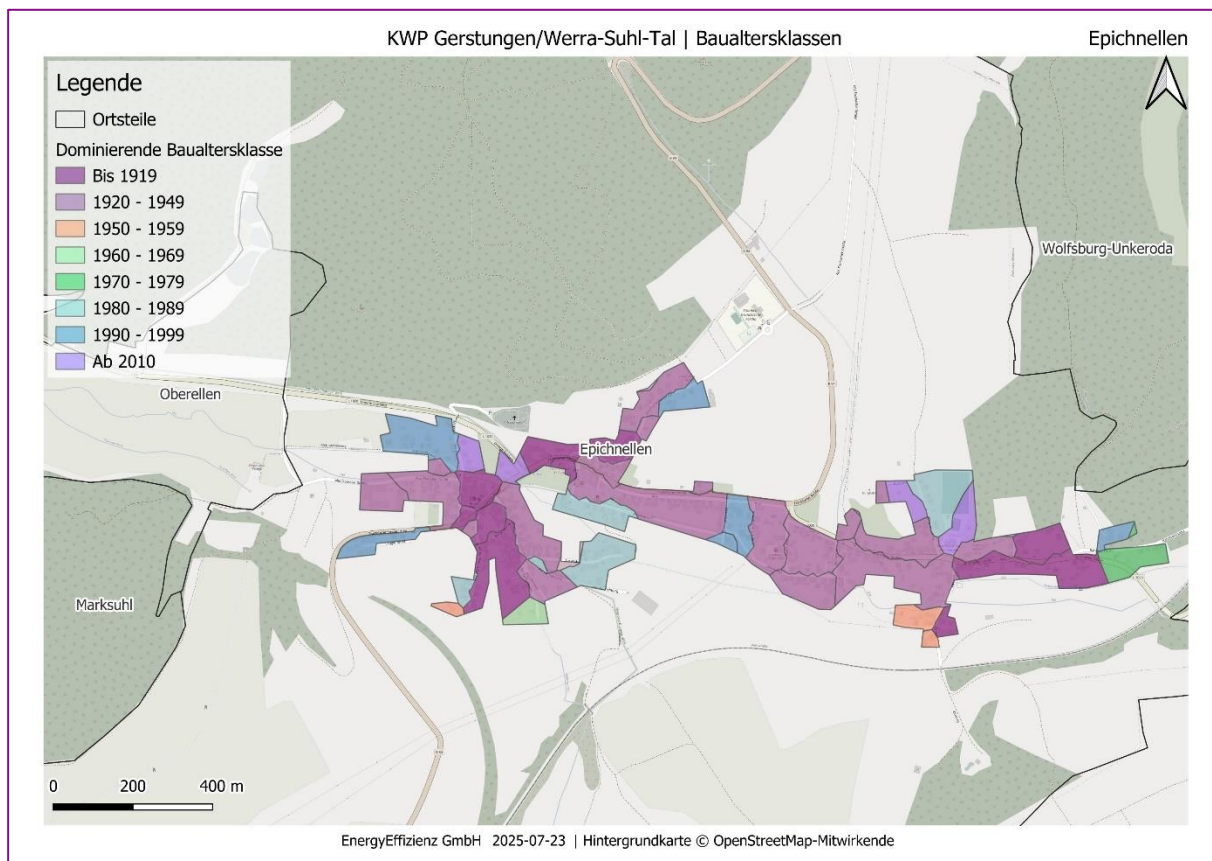 KWP Gerstungen/Werra-Suhl-Tal | Baualtersklassen
Epichnellen
Legende
Ortsteile
Dominierende Baualtersklasse
Bis 1919
1920 - 1949
1950 - 1959
1960 - 1969
1970 - 1979
1980 - 1989
1990 - 1999
Ab 2010
Wolfsburg-Unkeroda
Oberellen
Epichnellen
Marksuhl
0 200 400 m
EnergyEffizienz GmbH 2025-07-23 | Hintergrundkarte © OpenStreetMap-Mitwirkende